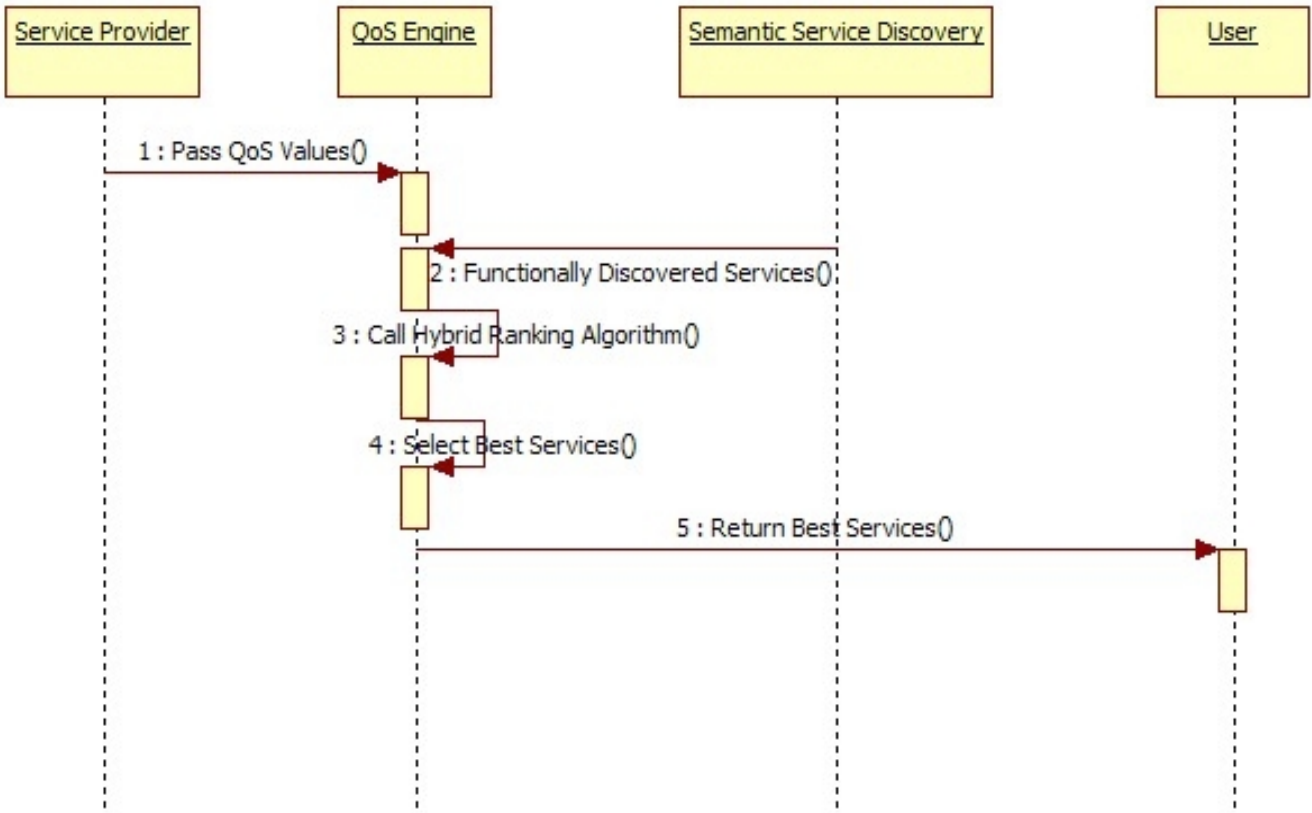 Service Provider
QoS Engine
Semantic Service Discovery
User
1 : Pass QoS Values()
2 : Functionally Discovered Services()
3 : Call Hybrid Ranking Algorithm()
4 : Select Best Services()
5 : Return Best Services()